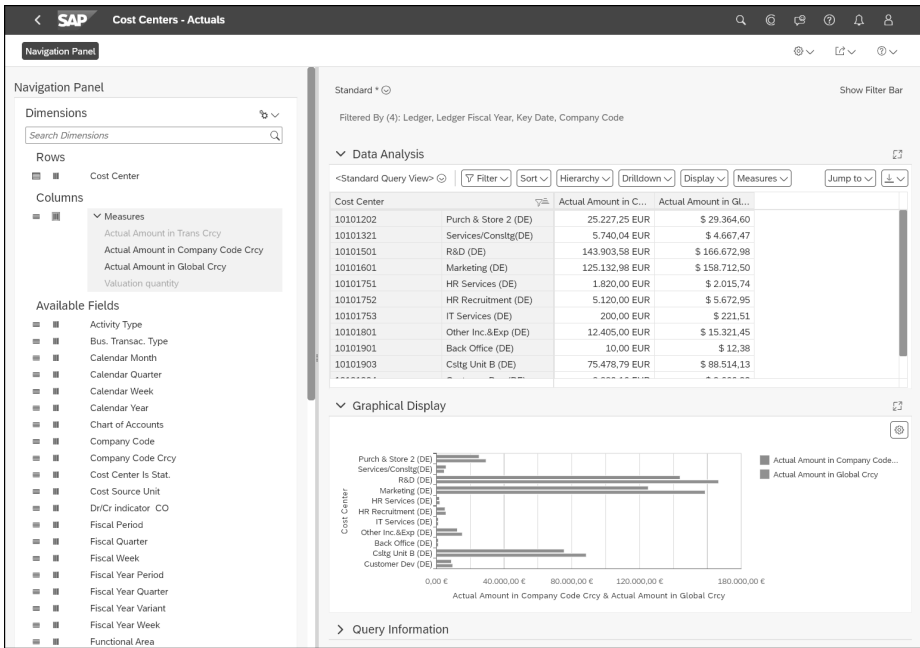 SAP Cost Centers - Actuals
Navigation Panel
Navigation Panel
Dimensions
Search Dimensions
Rows
Cost Center
Columns
Measures
Actual Amount in Trans Crcy
Actual Amount in Company Code Crcy
Actual Amount in Global Crcy
Valuation quantity
Available Fields
Activity Type
Bus. Transac. Type
Calendar Month
Calendar Quarter
Calendar Week
Calendar Year
Chart of Accounts
Company Code
Company Code Crcy
Cost Center Is Stat.
Cost Source Unit
Dr/Cr indicator CO
Fiscal Period
Fiscal Quarter
Fiscal Week
Fiscal Year Period
Fiscal Year Quarter
Fiscal Year Variant
Fiscal Year Week
Functional Area
Standard * Show Filter Bar
Filtered By (4): Ledger, Ledger Fiscal Year, Key Date, Company Code
Data Analysis
<Standard Query View> Filter Sort Hierarchy Drilldown Display Measures Jump to
Cost Center Actual Amount in C... Actual Amount in Gl...
10101202 Purch & Store 2 (DE) 25.227,25 EUR $ 29.364,60
10101321 Services/Consltg(DE) 5.740,04 EUR $ 4.667,47
10101501 R&D (DE) 143.903,58 EUR $ 166.672,98
10101601 Marketing (DE) 125.132,98 EUR $ 158.712,50
10101751 HR Services (DE) 1.820,00 EUR $ 2.015,74
10101752 HR Recruitment (DE) 5.120,00 EUR $ 5.672,95
10101753 IT Services (DE) 200,00 EUR $ 221,51
10101801 Other Inc.&Exp (DE) 12.405,00 EUR $ 15.321,45
10101901 Back Office (DE) 10,00 EUR $ 12,38
10101903 Csltg Unit B (DE) 75.478,79 EUR $ 88.514,13
Graphical Display
Cost Center
Purch & Store 2 (DE)
Services/Consltg(DE)
R&D (DE)
Marketing (DE)
HR Services (DE)
HR Recruitment (DE)
IT Services (DE)
Other Inc.&Exp (DE)
Back Office (DE)
Csltg Unit B (DE)
Customer Dev (DE)
0,00 € 40.000,00 € 80.000,00 € 120.000,00 € 180.000,00 €
Actual Amount in Company Code Crcy & Actual Amount in Global Crcy
Actual Amount in Company Code...
Actual Amount in Global Crcy
Query Information